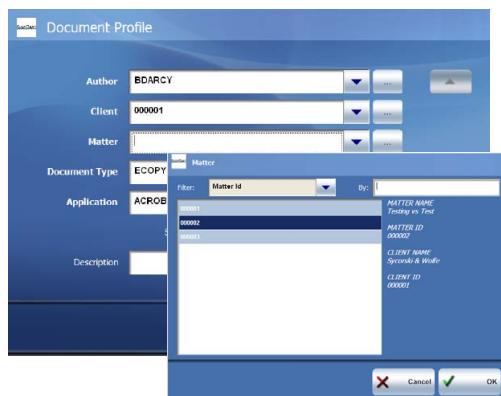 Document Profile
Author BDARCY ...
Client 000001 ...
Matter ...
Document Type ECOPY
Application ACROB
Description
Matter
Filter: Matter Id By:
000001
000002
000003
MATTER NAME
Testing vs Test
MATTER ID
000002
CLIENT NAME
Sycorski & Wolfe
CLIENT ID
000001
Cancel OK